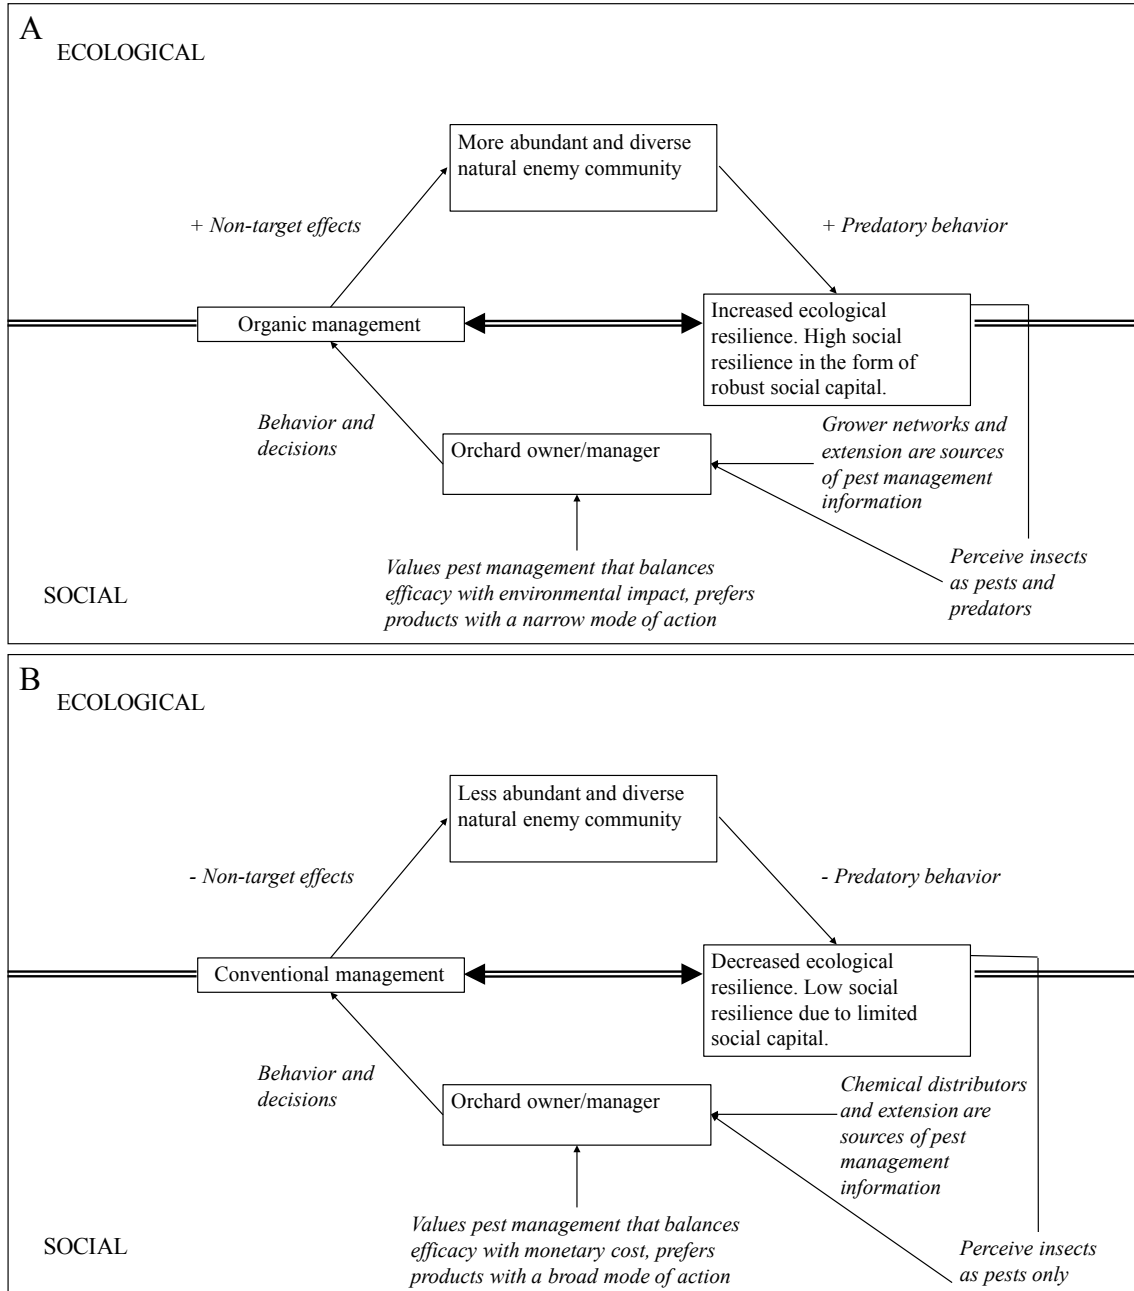 A
ECOLOGICAL
More abundant and diverse
natural enemy community
+ Non-target effects
+ Predatory behavior
Organic management
Increased ecological
resilience. High social
resilience in the form of
robust social capital.
Behavior and
decisions
Orchard owner/manager
Grower networks and
extension are sources
of pest management
information
Values pest management that balances
efficacy with environmental impact, prefers
products with a narrow mode of action
Perceive insects
as pests and
predators
SOCIAL
B
ECOLOGICAL
Less abundant and diverse
natural enemy community
- Non-target effects
- Predatory behavior
Conventional management
Decreased ecological
resilience. Low social
resilience due to limited
social capital.
Behavior and
decisions
Orchard owner/manager
Chemical distributors
and extension are
sources of pest
management
information
Values pest management that balances
efficacy with monetary cost, prefers
products with a broad mode of action
Perceive insects
as pests only
SOCIAL